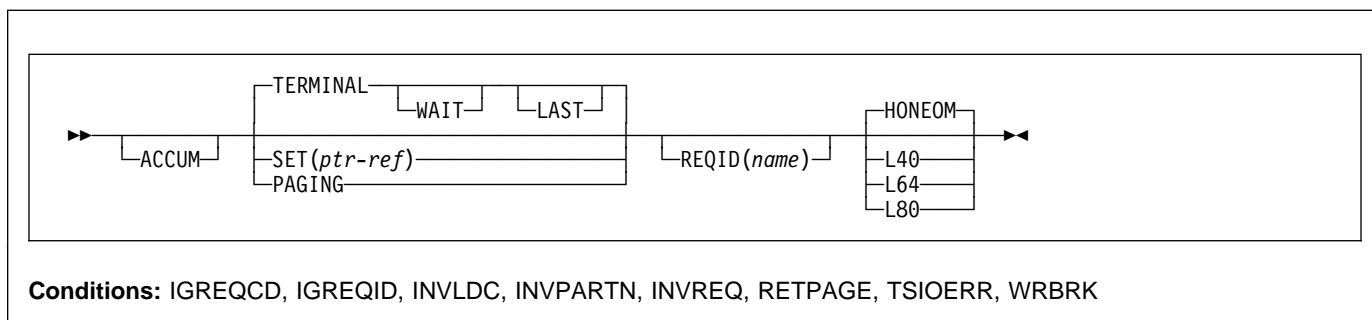 TERMINAL
WAIT LAST HONEOM
ACCUM SET(ptr-ref) REQID(name) L40
PAGING L64
L80
Conditions: IGREQCD, IGREQID, INVLDC, INVPARTN, INVREQ, RETPAGE, TSIOERR, WRBRK